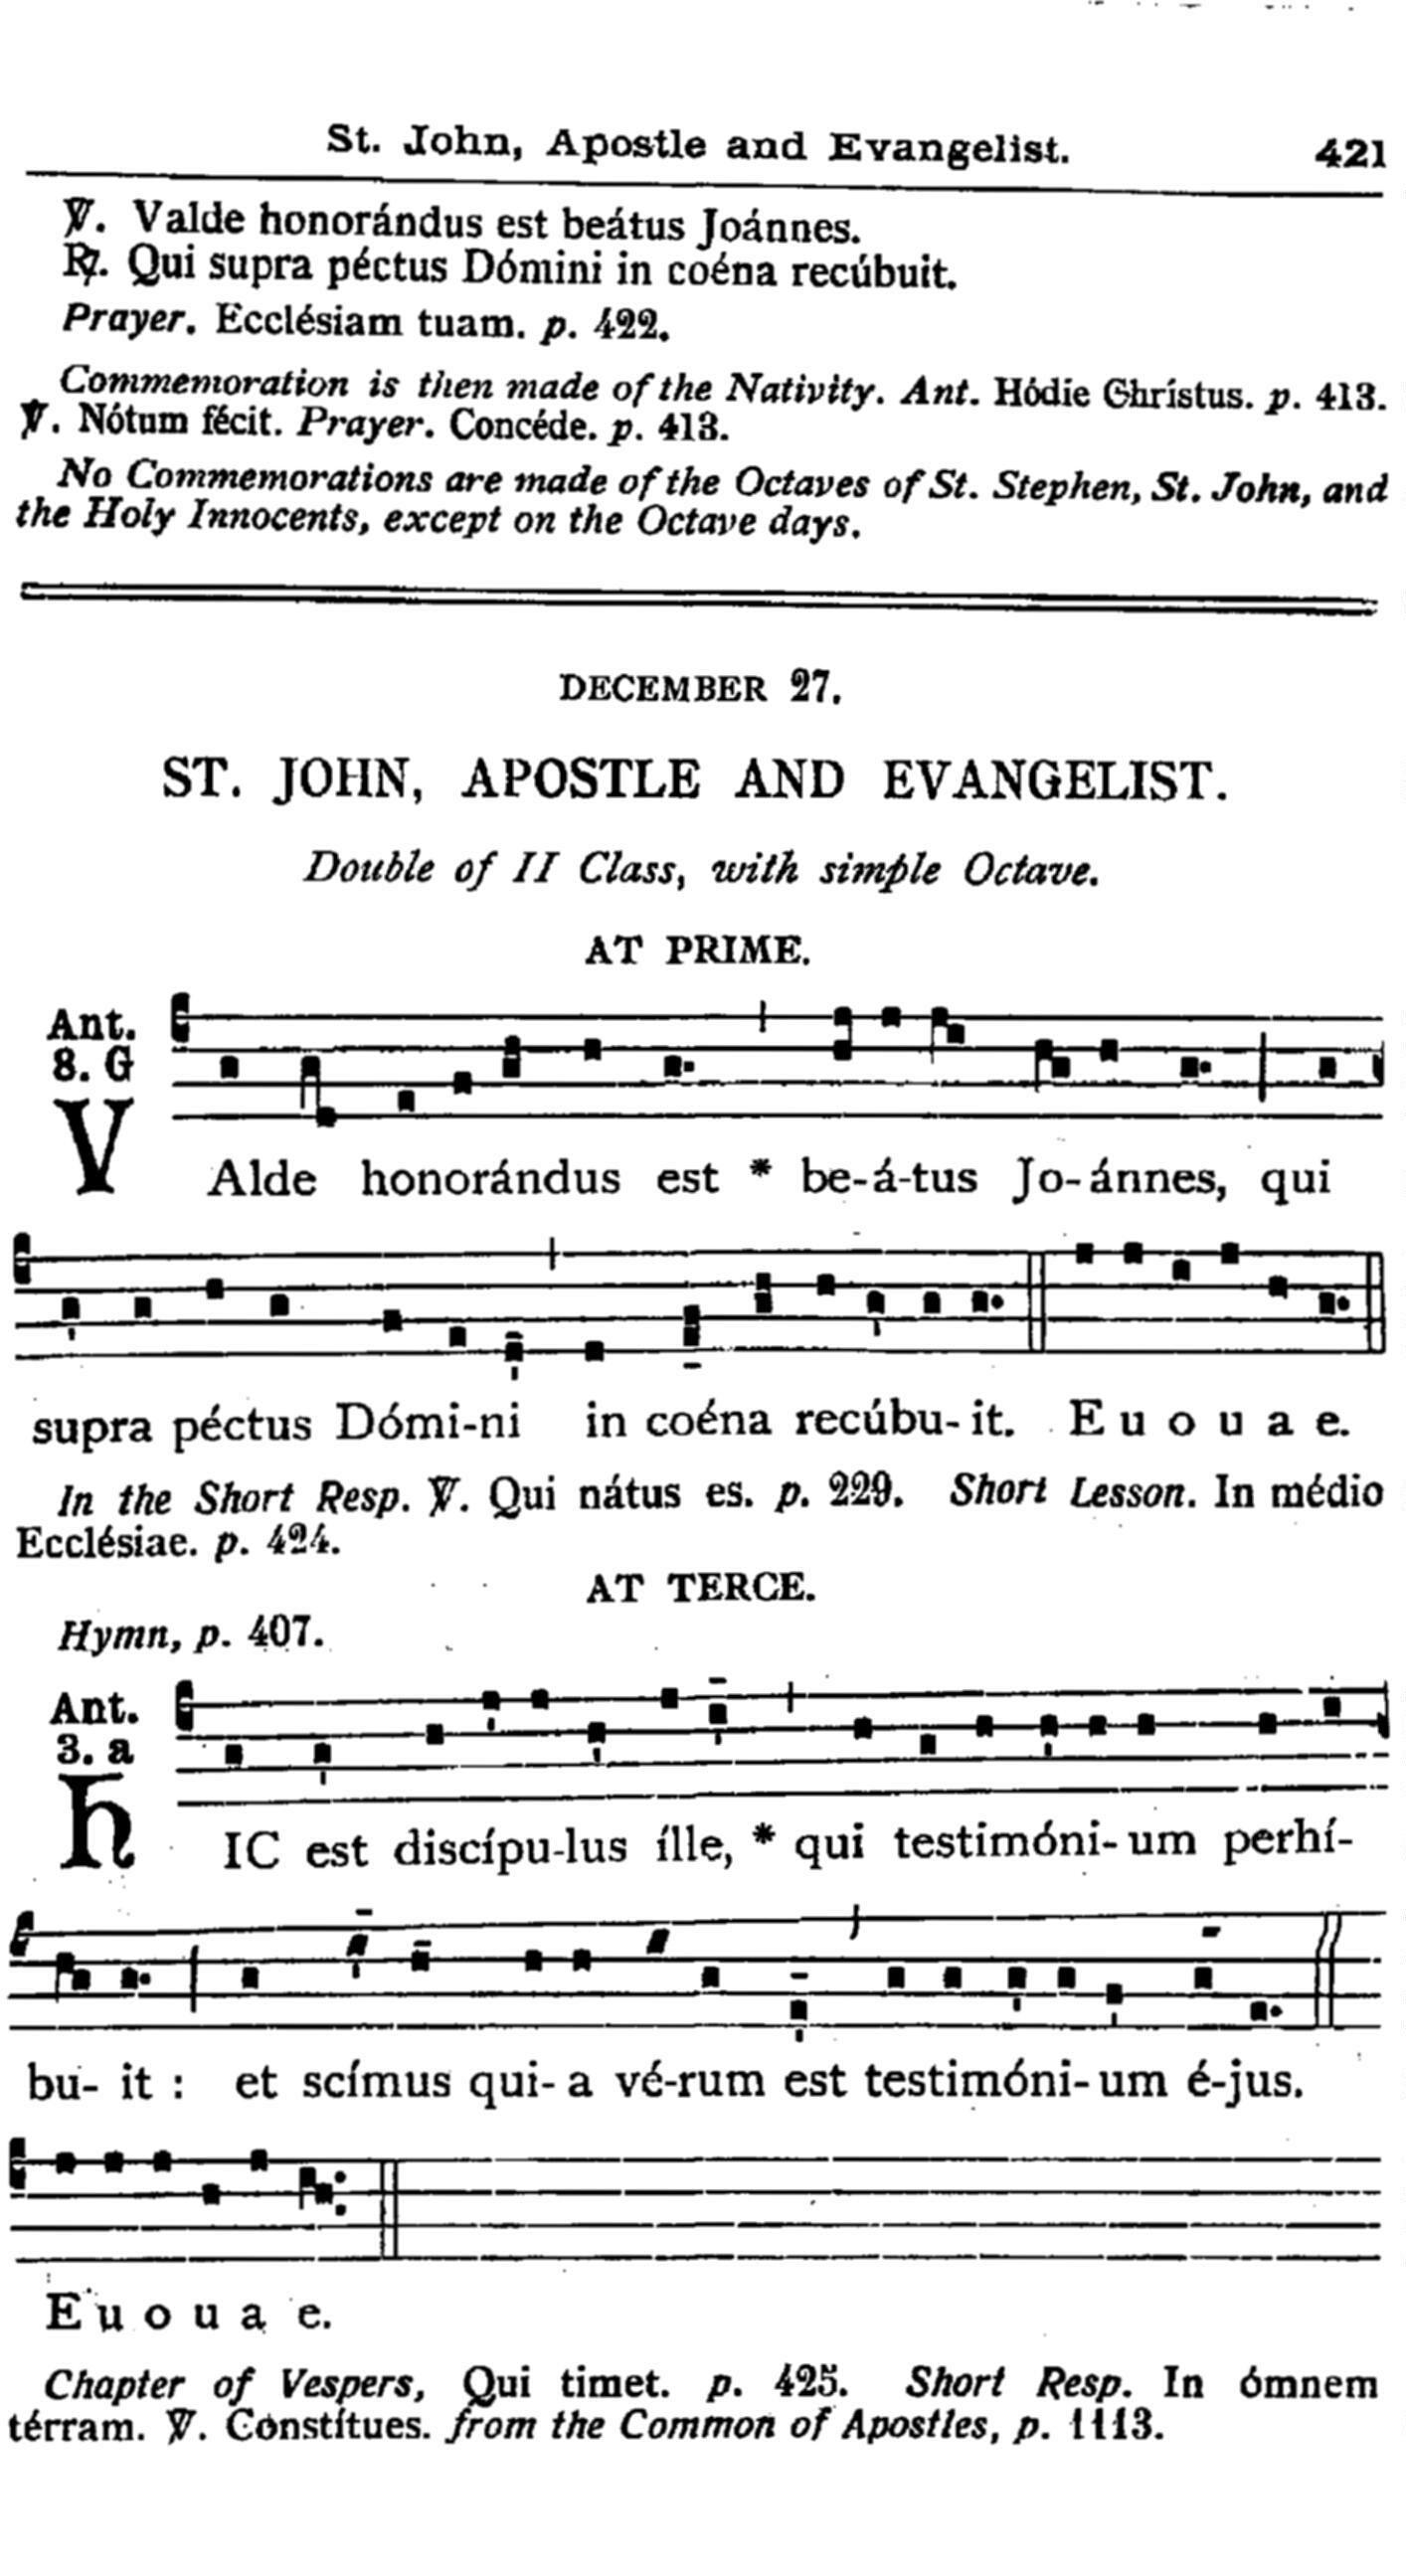 St. John, Apostle and Evangelist. 421
℣. Valde honorándus est beátus Joánnes.
℟. Qui supra péctus Dómini in coéna recúbuit.
Prayer. Ecclésiam tuam. p. 422.
Commemoration is then made of the Nativity. Ant. Hódie Christus. p. 413.
℣. Nótum fécit. Prayer. Concéde. p. 413.
No Commemorations are made of the Octaves of St. Stephen, St. John, and
the Holy Innocents, except on the Octave days.
DECEMBER 27.
ST. JOHN, APOSTLE AND EVANGELIST.
Double of II Class, with simple Octave.
AT PRIME.
Ant.
8. G
VAlde honorándus est * be-á-tus Jo-ánnes, qui
supra péctus Dómi-ni in coéna recúbu-it. E u o u a e.
In the Short Resp. ℣. Qui nátus es. p. 229. Short Lesson. In médio
Ecclésiae. p. 424.
AT TERCE.
Hymn, p. 407.
Ant.
3. a
HIC est discípu-lus ílle, * qui testimóni-um perhí-
bu-it : et scímus qui-a vé-rum est testimóni-um é-jus.
E u o u a e.
Chapter of Vespers, Qui timet. p. 425. Short Resp. In ómnem
térram. ℣. Constítues. from the Common of Apostles, p. 1113.